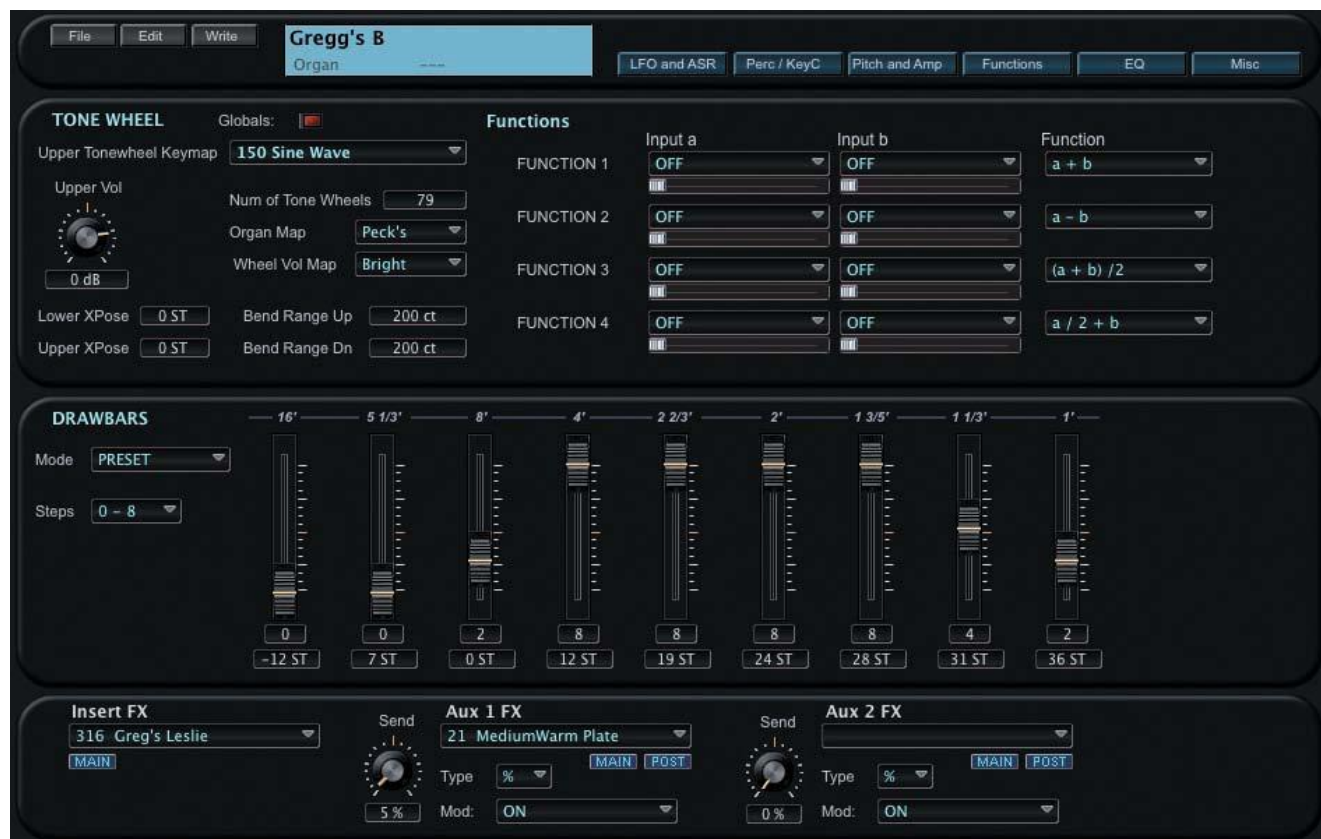 File Edit Write
Gregg's B
Organ ---
LFO and ASR Perc / KeyC Pitch and Amp Functions EQ Misc
TONE WHEEL Globals:
Upper Tonewheel Keymap 150 Sine Wave
Upper Vol
0 dB
Num of Tone Wheels 79
Organ Map Peck's
Wheel Vol Map Bright
Lower XPose 0 ST Bend Range Up 200 ct
Upper XPose 0 ST Bend Range Dn 200 ct
Functions
Input a Input b Function
FUNCTION 1 OFF OFF a + b
FUNCTION 2 OFF OFF a - b
FUNCTION 3 OFF OFF (a + b) /2
FUNCTION 4 OFF OFF a / 2 + b
DRAWBARS 16' 5 1/3' 8' 4' 2 2/3' 2' 1 3/5' 1 1/3' 1'
Mode PRESET
Steps 0 - 8
0 0 2 8 8 8 8 4 2
-12 ST 7 ST 0 ST 12 ST 19 ST 24 ST 28 ST 31 ST 36 ST
Insert FX
316 Greg's Leslie
MAIN
Send
5 %
Aux 1 FX
21 MediumWarm Plate
MAIN POST
Type %
Mod: ON
Send
0 %
Aux 2 FX
MAIN POST
Type %
Mod: ON